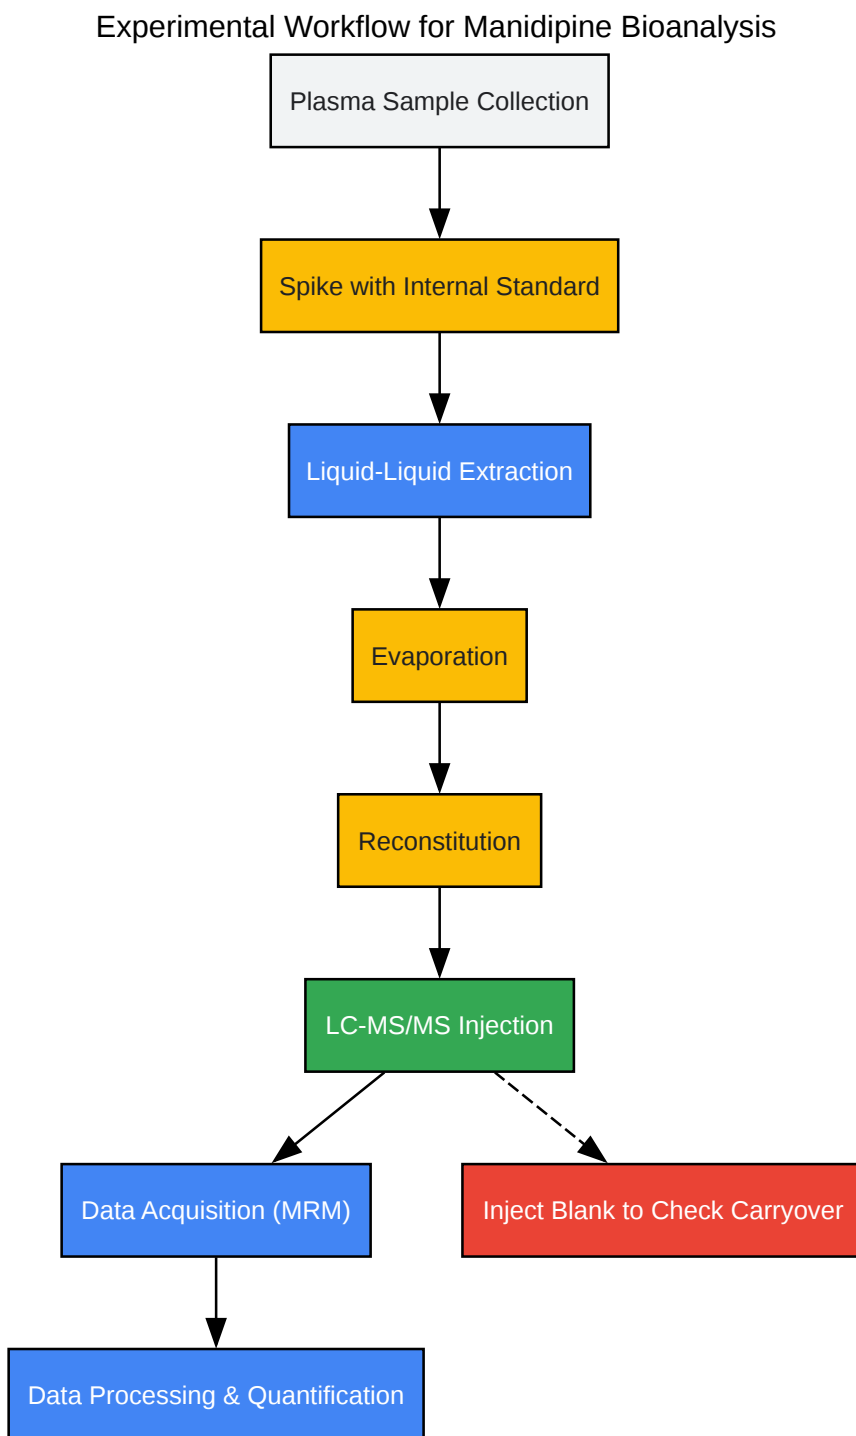 Experimental Workflow for Manidipine Bioanalysis
Plasma Sample Collection
Spike with Internal Standard
Liquid-Liquid Extraction
Evaporation
Reconstitution
LC-MS/MS Injection
Data Acquisition (MRM)
Inject Blank to Check Carryover
Data Processing & Quantification